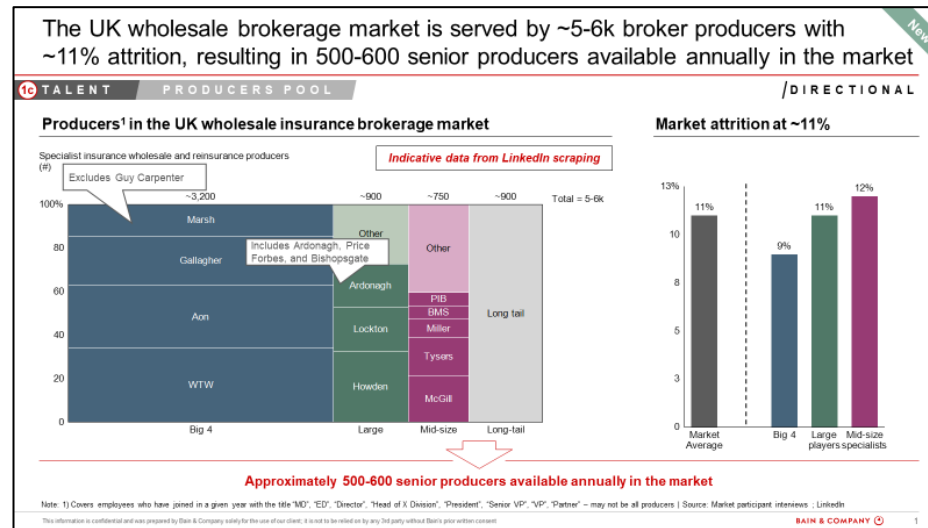 The UK wholesale brokerage market is served by ~5-6k broker producers with
~11% attrition, resulting in 500-600 senior producers available annually in the market
New
1c TALENT PRODUCERS POOL
/DIRECTIONAL
Producers1 in the UK wholesale insurance brokerage market
Specialist insurance wholesale and reinsurance producers
(#)
Indicative data from LinkedIn scraping
Excludes Guy Carpenter
~3,200 ~900 ~750 ~900 Total = 5-6k
100%
80
60
40
20
0
Marsh
Gallagher
Aon
WTW
Other
Includes Ardonagh, Price
Forbes, and Bishopsgate
Ardonagh
Lockton
Howden
Other
PIB
BMS
Miller
Tysers
McGill
Long tail
Big 4 Large Mid-size Long-tail
Market attrition at ~11%
13%
10
8
5
3
0
11%
9%
11%
12%
Market
Average
Big 4
Large
players
Mid-size
specialists
Approximately 500-600 senior producers available annually in the market
Note: 1) Covers employees who have joined in a given year with the title “MD”, “ED”, “Director”, “Head of X Division”, “President”, “Senior VP”, “VP”, “Partner” – may not be all producers | Source: Market participant interviews ; LinkedIn
This information is confidential and was prepared by Bain & Company solely for the use of our client; it is not to be relied on by any 3rd party without Bain's prior written consent
BAIN & COMPANY
1